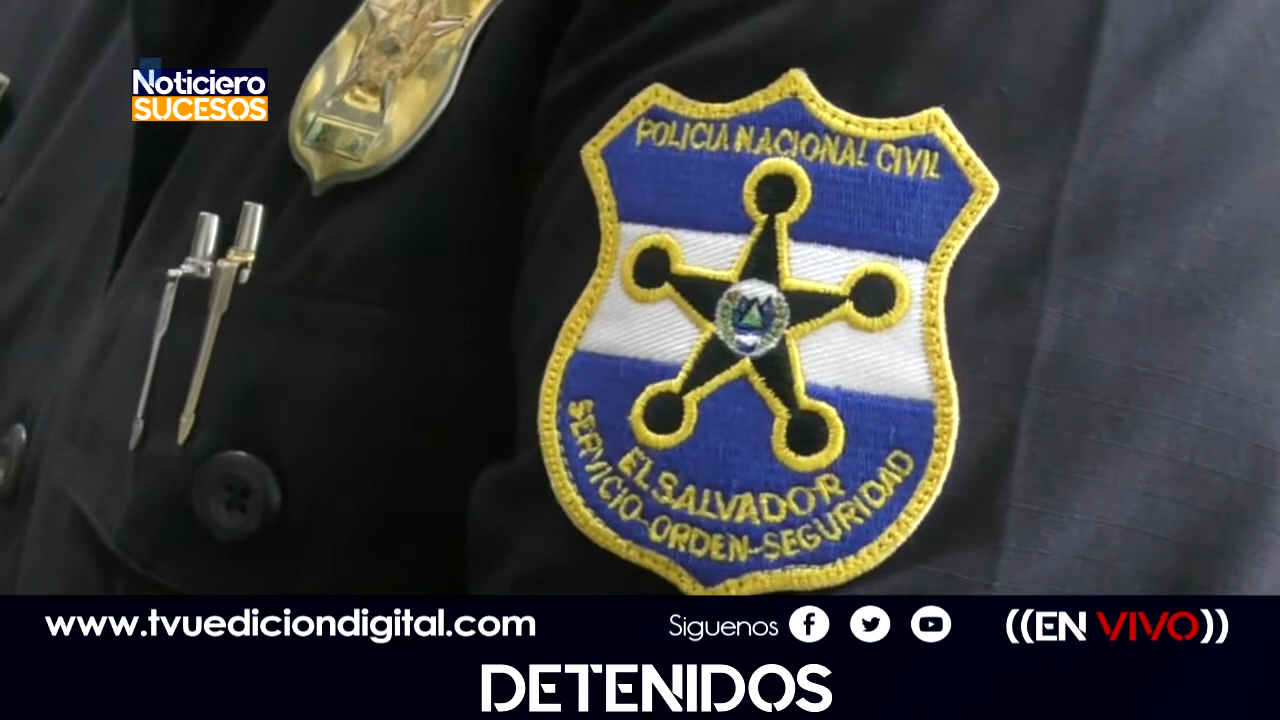 Noticiero
SUCESOS
POLICIA NACIONAL CIVIL
EL SALVADOR
SERVICIO-ORDEN-SEGURIDAD
www.tvuediciondigital.com
Siguenos
((EN VIVO))
DETENIDOS